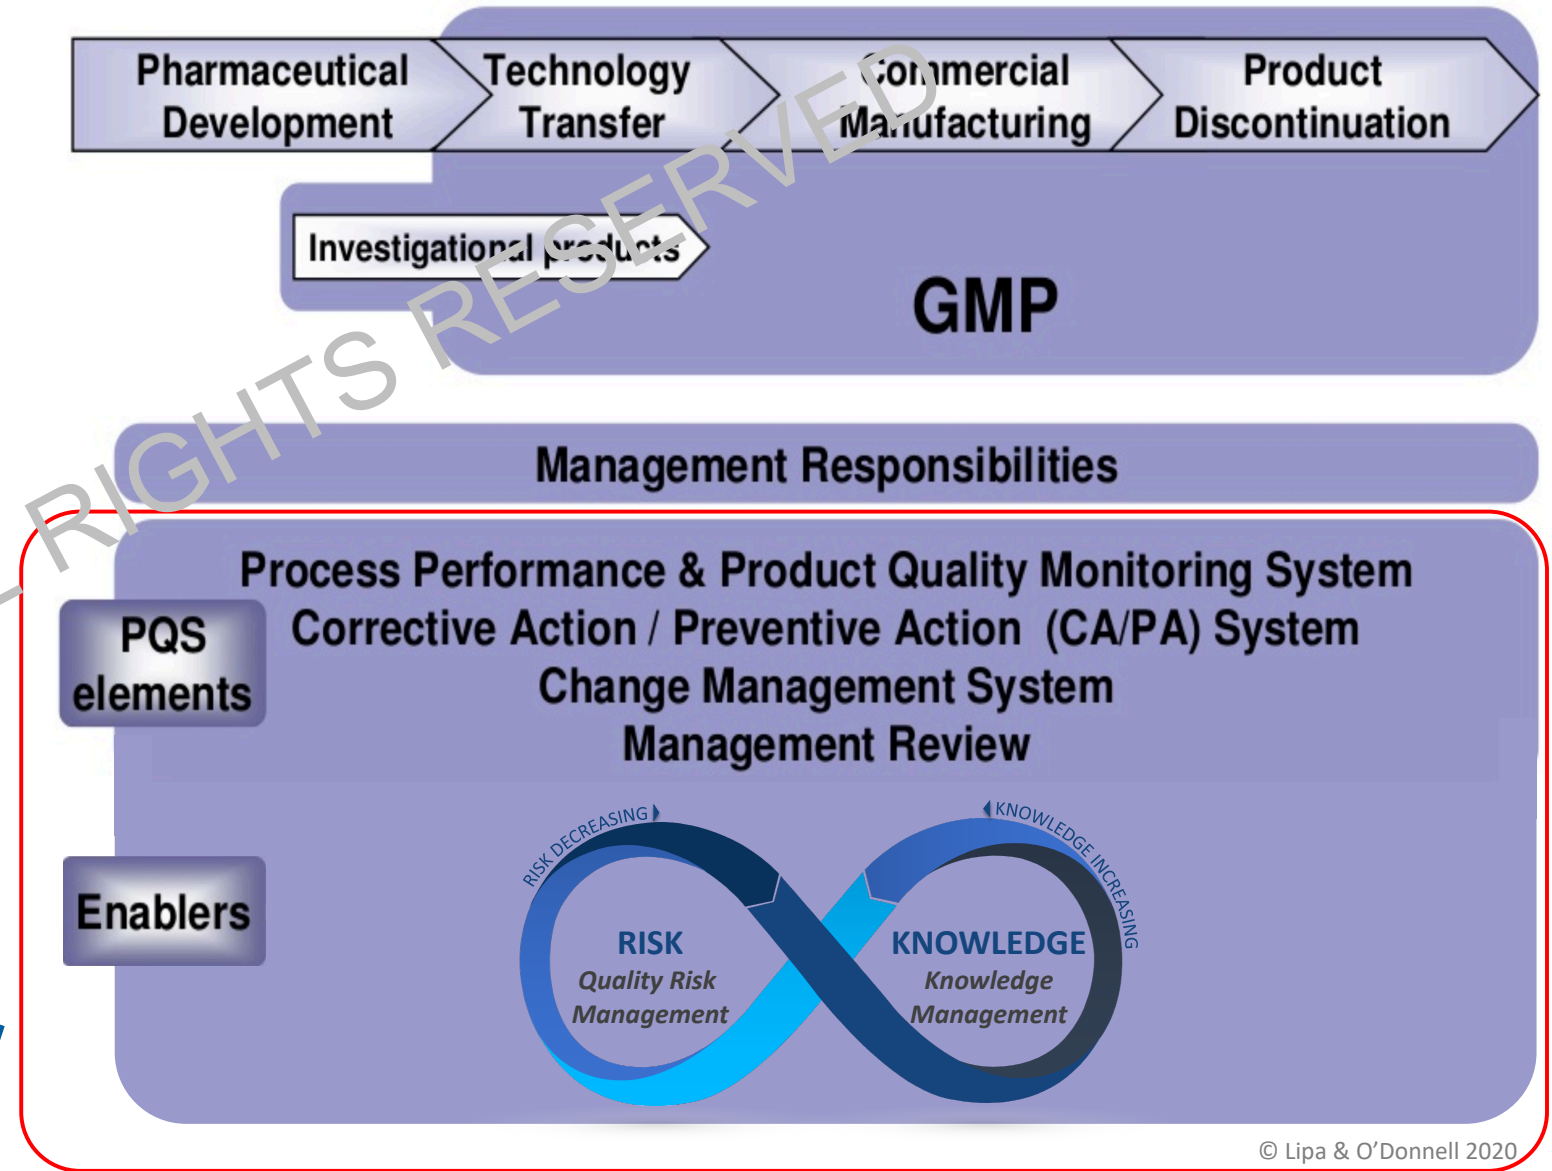 Pharmaceutical
Development
Technology
Transfer
Commercial
Manufacturing
Product
Discontinuation
Investigational products
GMP
RIGHTS RESERVED
Management Responsibilities
PQS
elements
Process Performance & Product Quality Monitoring System
Corrective Action / Preventive Action (CA/PA) System
Change Management System
Management Review
Enablers
RISK DECREASING
KNOWLEDGE INCREASING
RISK
Quality Risk
Management
KNOWLEDGE
Knowledge
Management
© Lipa & O'Donnell 2020